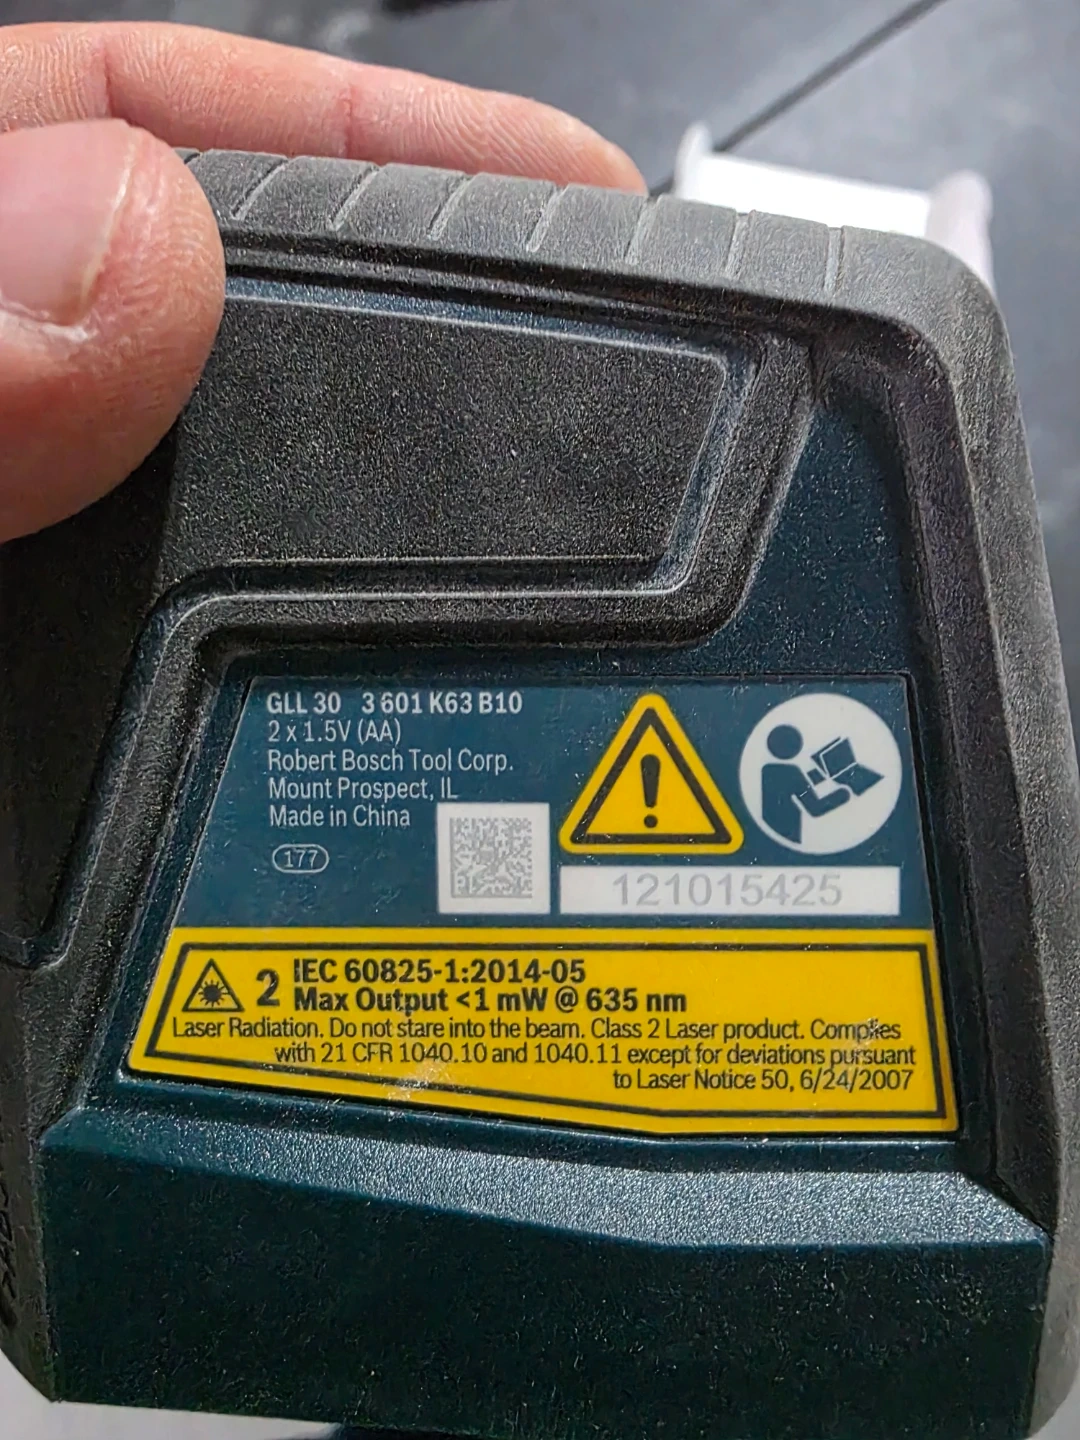 GLL 30 3 601 K63 B10
2 x 1.5V (AA)
Robert Bosch Tool Corp.
Mount Prospect, IL
Made in China
177
121015425
2 IEC 60825-1:2014-05
Max Output <1 mW @ 635 nm
Laser Radiation. Do not stare into the beam. Class 2 Laser product. Complies
with 21 CFR 1040.10 and 1040.11 except for deviations pursuant
to Laser Notice 50, 6/24/2007